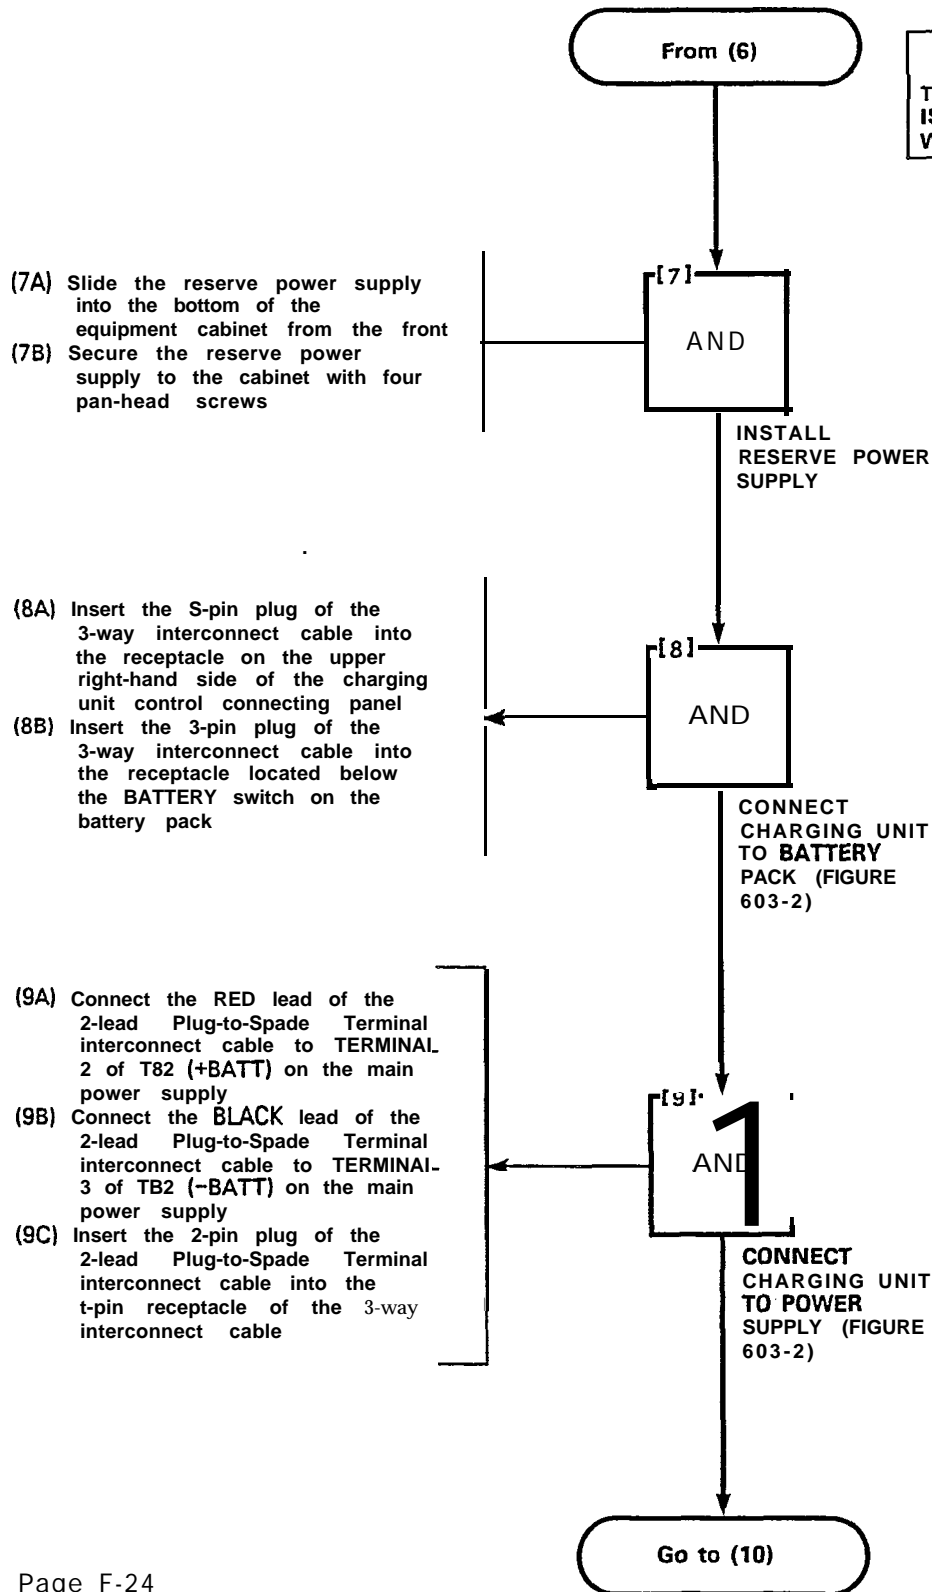 From (6)
T
IS
W
(7A) Slide the reserve power supply
into the bottom of the
equipment cabinet from the front
(7B) Secure the reserve power
supply to the cabinet with four
pan-head screws
[7]
AND
INSTALL
RESERVE POWER
SUPPLY
(8A) Insert the S-pin plug of the
3-way interconnect cable into
the receptacle on the upper
right-hand side of the charging
unit control connecting panel
(8B) Insert the 3-pin plug of the
3-way interconnect cable into
the receptacle located below
the BATTERY switch on the
battery pack
[8]
AND
CONNECT
CHARGING UNIT
TO BATTERY
PACK (FIGURE
603-2)
(9A) Connect the RED lead of the
2-lead Plug-to-Spade Terminal
interconnect cable to TERMINAL
2 of T82 (+BATT) on the main
power supply
(9B) Connect the BLACK lead of the
2-lead Plug-to-Spade Terminal
interconnect cable to TERMINAL
3 of TB2 (-BATT) on the main
power supply
(9C) Insert the 2-pin plug of the
2-lead Plug-to-Spade Terminal
interconnect cable into the
t-pin receptacle of the 3-way
interconnect cable
[9]
AND
1
CONNECT
CHARGING UNIT
TO POWER
SUPPLY (FIGURE
603-2)
Go to (10)
Page F-24